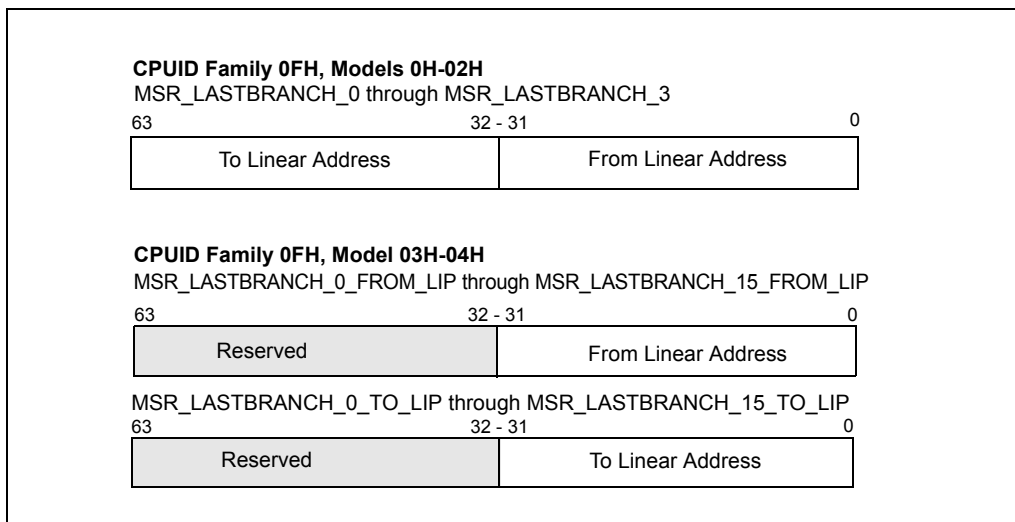 CPUID Family 0FH, Models 0H-02H
MSR_LASTBRANCH_0 through MSR_LASTBRANCH_3
63 32 - 31 0
To Linear Address From Linear Address
CPUID Family 0FH, Model 03H-04H
MSR_LASTBRANCH_0_FROM_LIP through MSR_LASTBRANCH_15_FROM_LIP
63 32 - 31 0
Reserved From Linear Address
MSR_LASTBRANCH_0_TO_LIP through MSR_LASTBRANCH_15_TO_LIP
63 32 - 31 0
Reserved To Linear Address